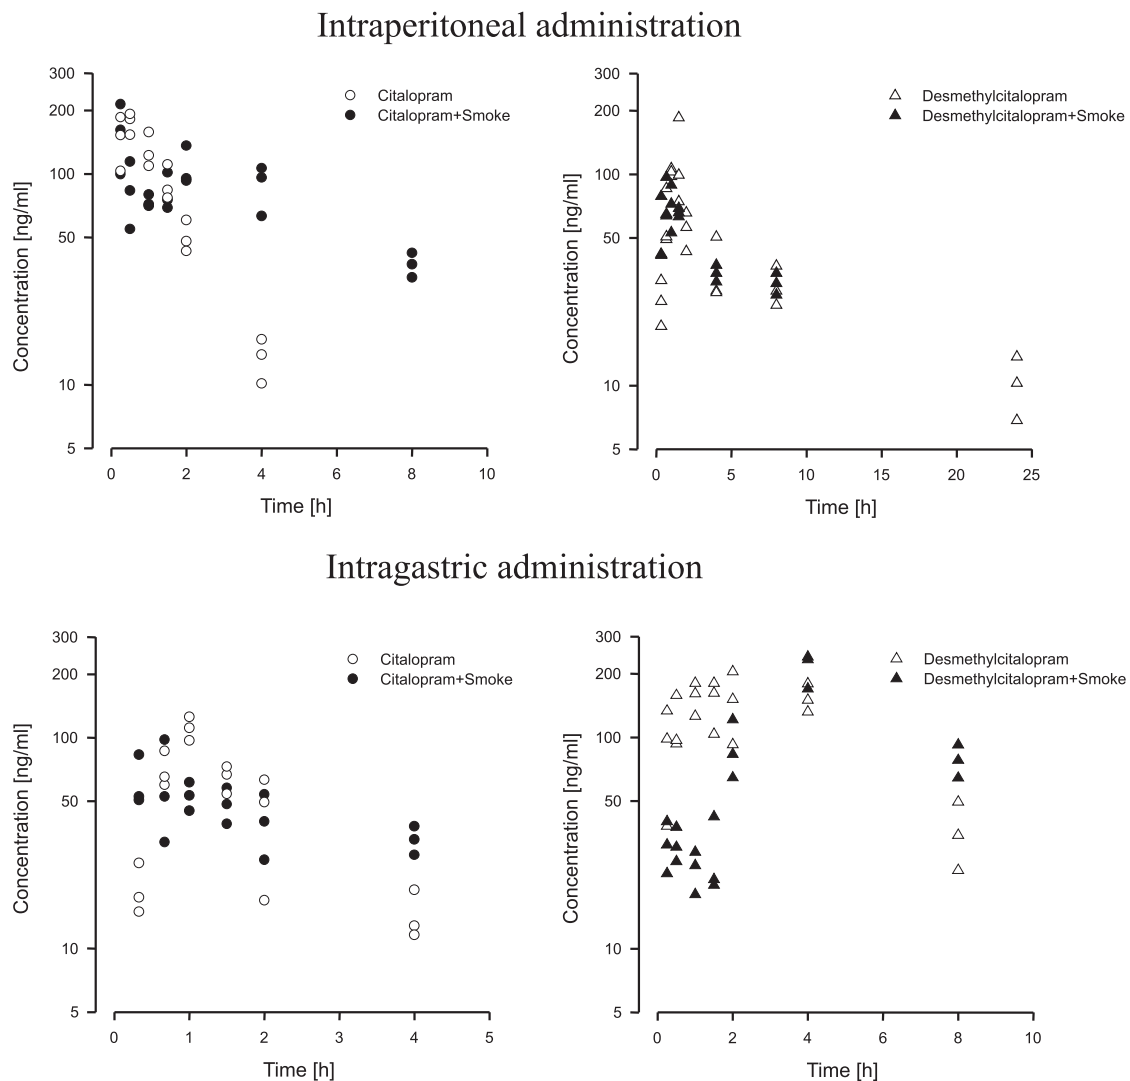 Intraperitoneal administration
300
200
100
50
10
5
Concentration [ng/ml]
Citalopram
Citalopram+Smoke
0 2 4 6 8 10
Time [h]
300
200
100
50
10
5
Concentration [ng/ml]
Desmethylcitalopram
Desmethylcitalopram+Smoke
0 5 10 15 20 25
Time [h]
Intragastric administration
300
200
100
50
10
5
Concentration [ng/ml]
Citalopram
Citalopram+Smoke
0 1 2 3 4 5
Time [h]
300
200
100
50
10
5
Concentration [ng/ml]
Desmethylcitalopram
Desmethylcitalopram+Smoke
0 2 4 6 8 10
Time [h]